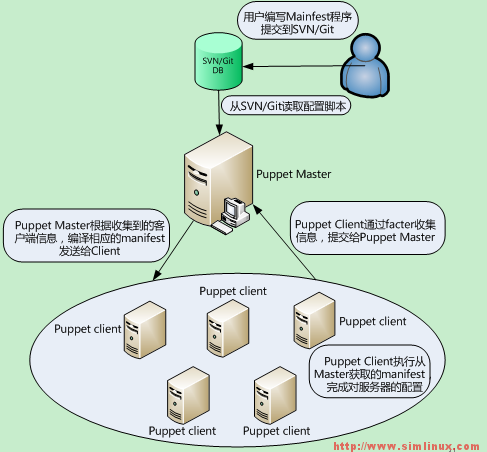 用户编写Mainfest程序
提交到SVN/Git
SVN/Git
DB
从SVN/Git读取配置脚本
Puppet Master
Puppet Master根据收集到的客
户端信息，编译相应的manifest
发送给Client
Puppet Client通过facter收集
信息，提交给Puppet Master
Puppet client
Puppet client
Puppet client
Puppet Client执行从
Master获取的manifest，
完成对服务器的配置
Puppet client
Puppet client
http://www.simlinux.com